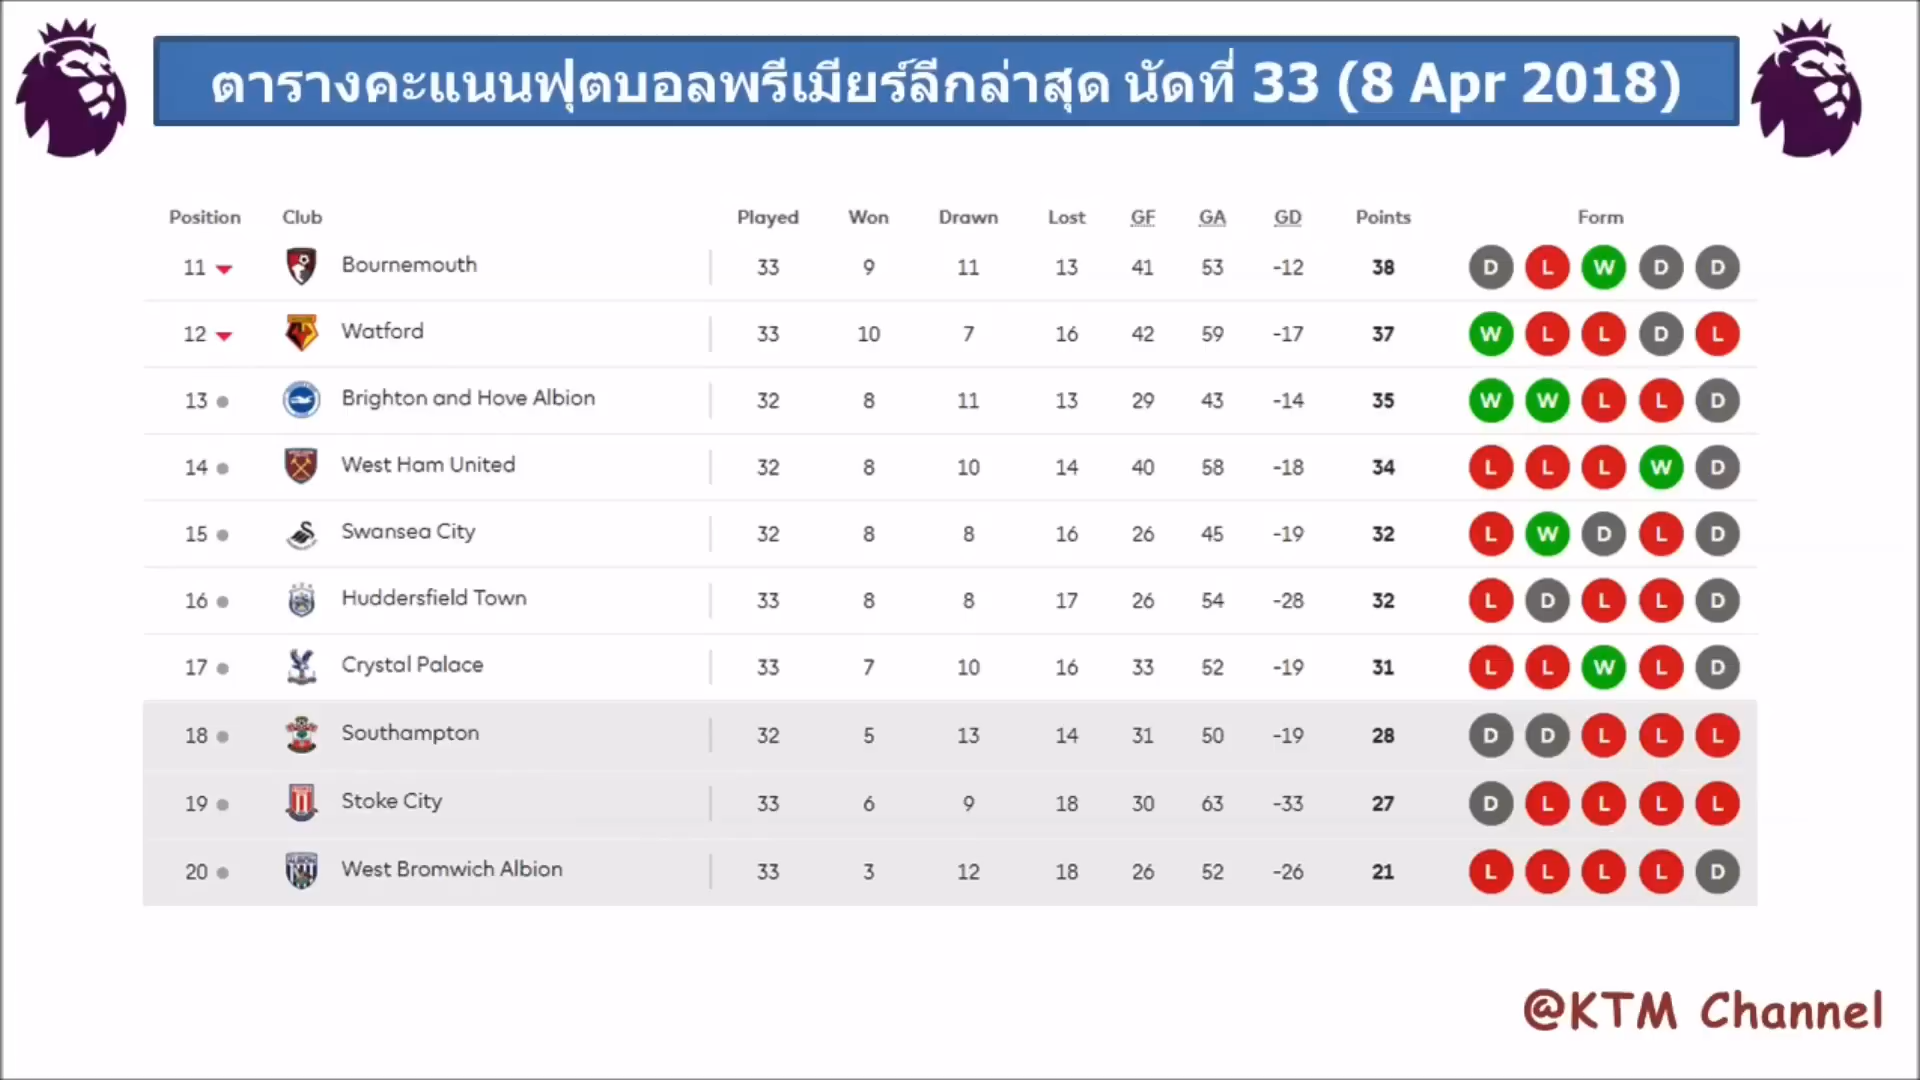 ตารางคะแนนฟุตบอลพรีเมียร์ลีกล่าสุด นัดที่ 33 (8 Apr 2018)
Position Club Played Won Drawn Lost GF GA GD Points Form
11 Bournemouth 33 9 11 13 41 53 -12 38 D L W D D
12 Watford 33 10 7 16 42 59 -17 37 W L L D L
13 Brighton and Hove Albion 32 8 11 13 29 43 -14 35 W W L L D
14 West Ham United 32 8 10 14 40 58 -18 34 L L L W D
15 Swansea City 32 8 8 16 26 45 -19 32 L W D L D
16 Huddersfield Town 33 8 8 17 26 54 -28 32 L D L L D
17 Crystal Palace 33 7 10 16 33 52 -19 31 L L W L D
18 Southampton 32 5 13 14 31 50 -19 28 D D L L L
19 Stoke City 33 6 9 18 30 63 -33 27 D L L L L
20 West Bromwich Albion 33 3 12 18 26 52 -26 21 L L L L D
@KTM Channel